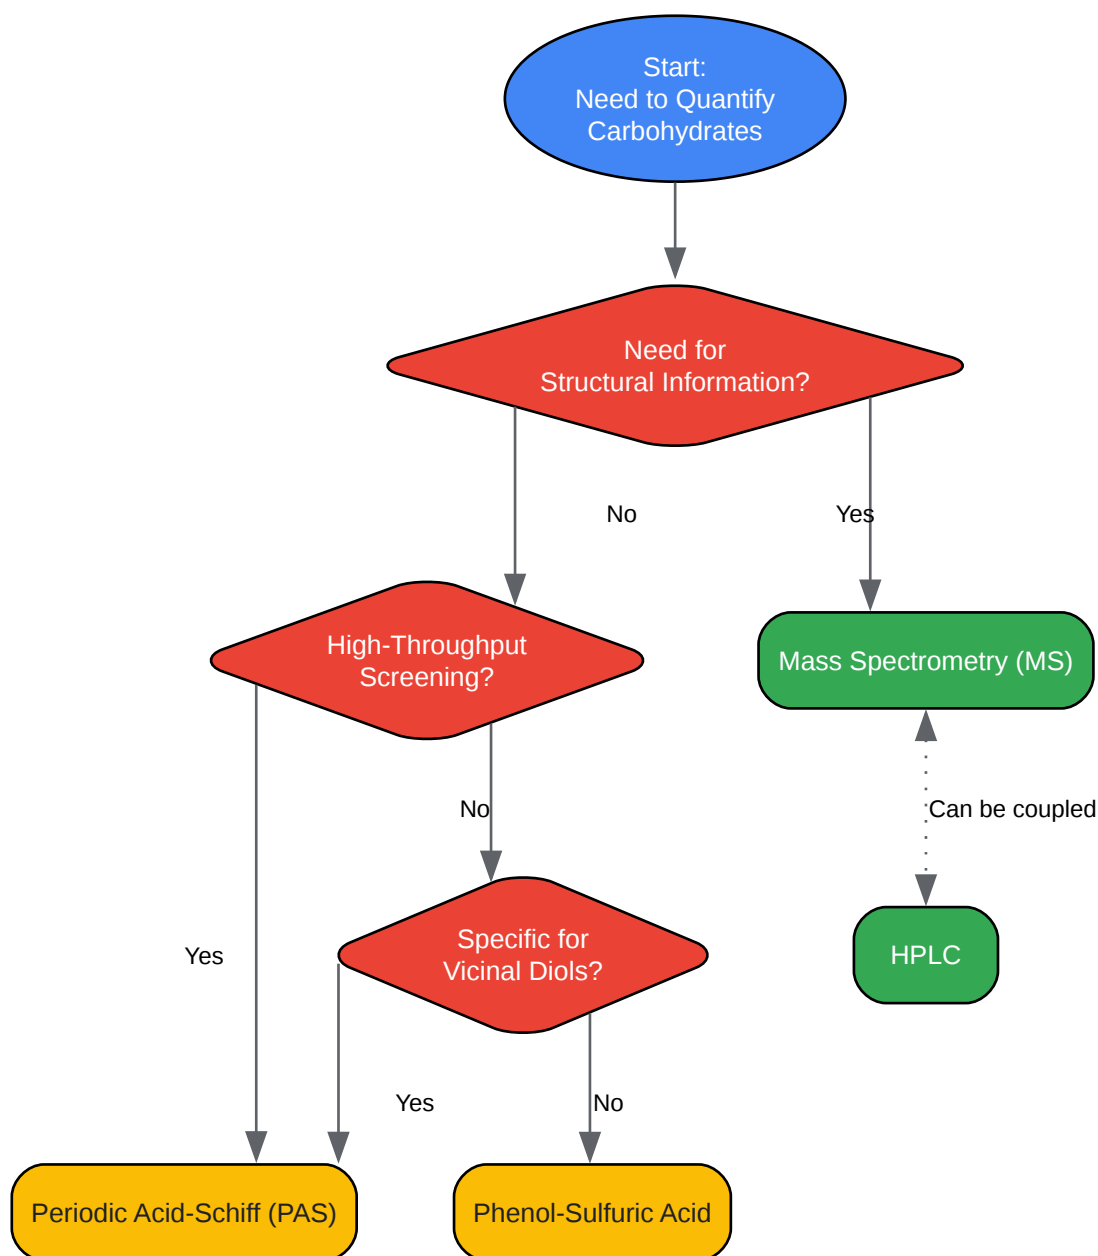 Start:
Need to Quantify
Carbohydrates
Need for
Structural Information?
No
Yes
High-Throughput
Screening?
Mass Spectrometry (MS)
No
Can be coupled
Yes
Specific for
Vicinal Diols?
HPLC
Yes
No
Periodic Acid-Schiff (PAS)
Phenol-Sulfuric Acid